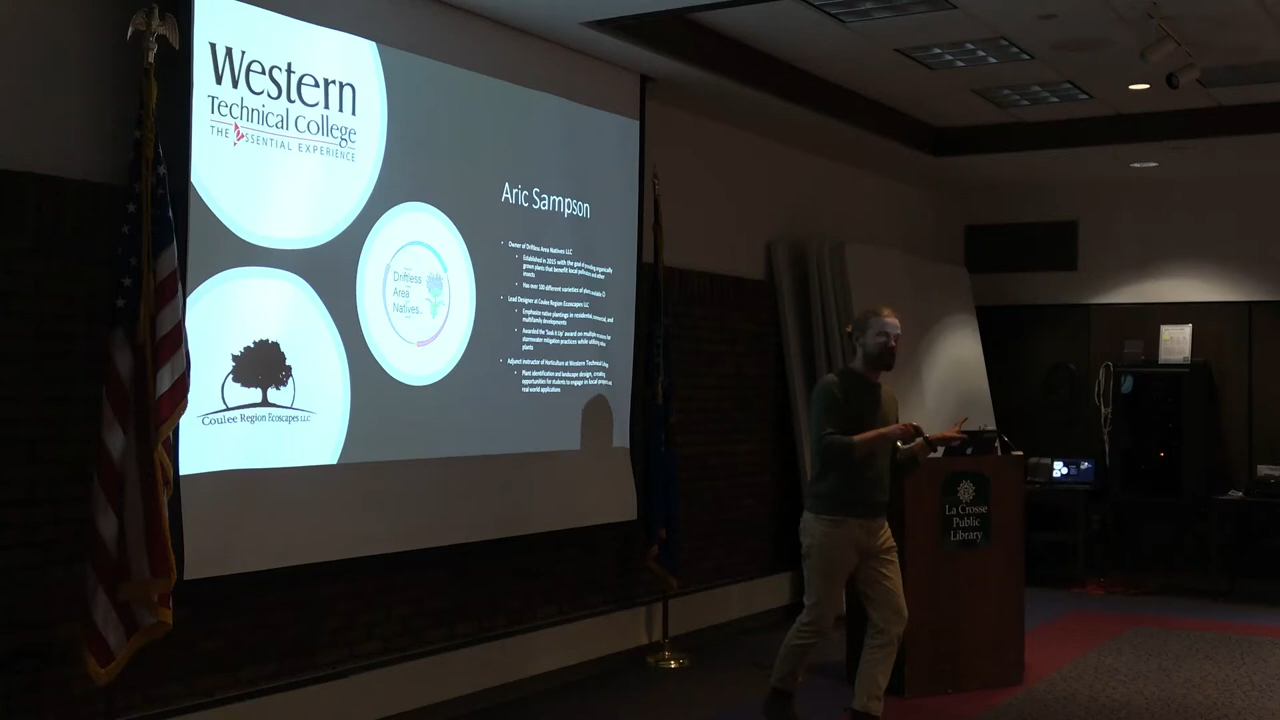 Western
Technical College
THE ESSENTIAL EXPERIENCE
Aric Sampson
Owner of Driftless Area Natives LLC
Established in 2015 with the goal of providing organically
grown plants that benefit local pollinators and other
insects
Has over 100 different varieties of plants available
Lead Designer at Coulee Region Ecoscapes LLC
Emphasize native plantings in residential, commercial, and
multifamily developments
Awarded the 'Soak it Up' award on multiple for
stormwater mitigation practices while utilizing native
plants
Adjunct instructor of Horticulture at Western Technical College
Plant identification and landscape design, creating
opportunities for students to engage in local projects and
real world applications
Driftless
Area
Natives
Coulee Region Ecoscapes LLC
La Crosse
Public
Library